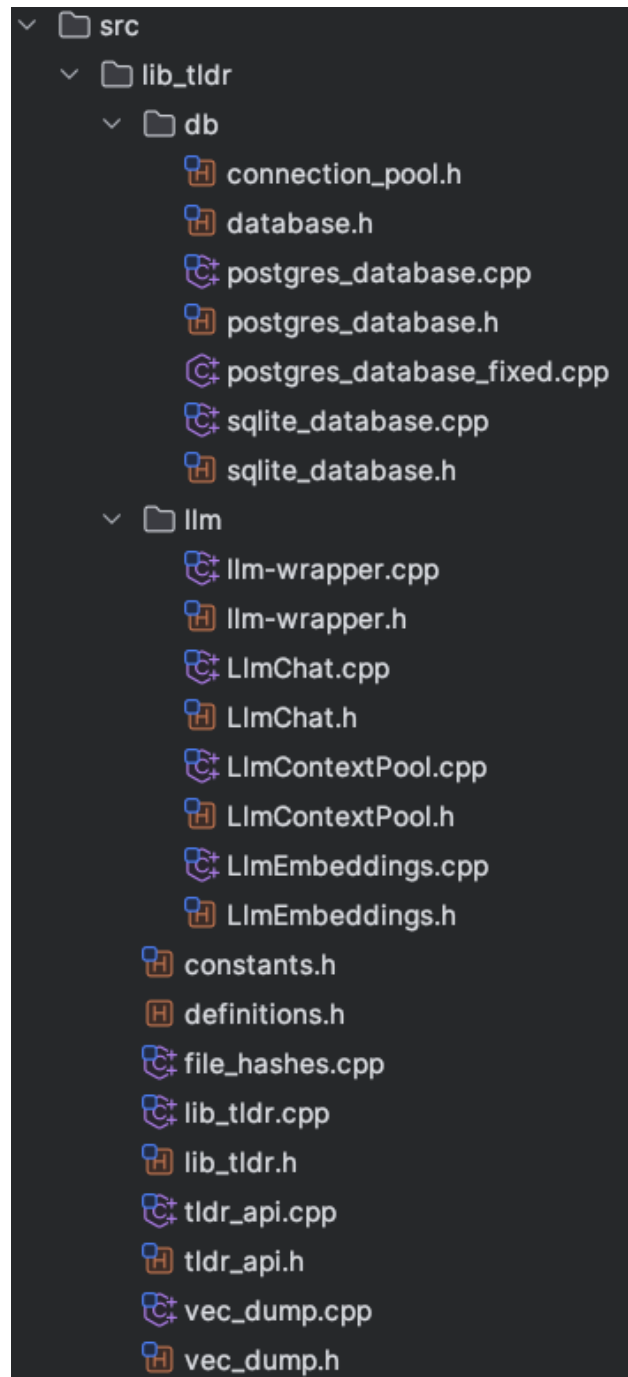 src
lib_tldr
db
connection_pool.h
database.h
postgres_database.cpp
postgres_database.h
postgres_database_fixed.cpp
sqlite_database.cpp
sqlite_database.h
llm
llm-wrapper.cpp
llm-wrapper.h
LlmChat.cpp
LlmChat.h
LlmContextPool.cpp
LlmContextPool.h
LlmEmbeddings.cpp
LlmEmbeddings.h
constants.h
definitions.h
file_hashes.cpp
lib_tldr.cpp
lib_tldr.h
tldr_api.cpp
tldr_api.h
vec_dump.cpp
vec_dump.h